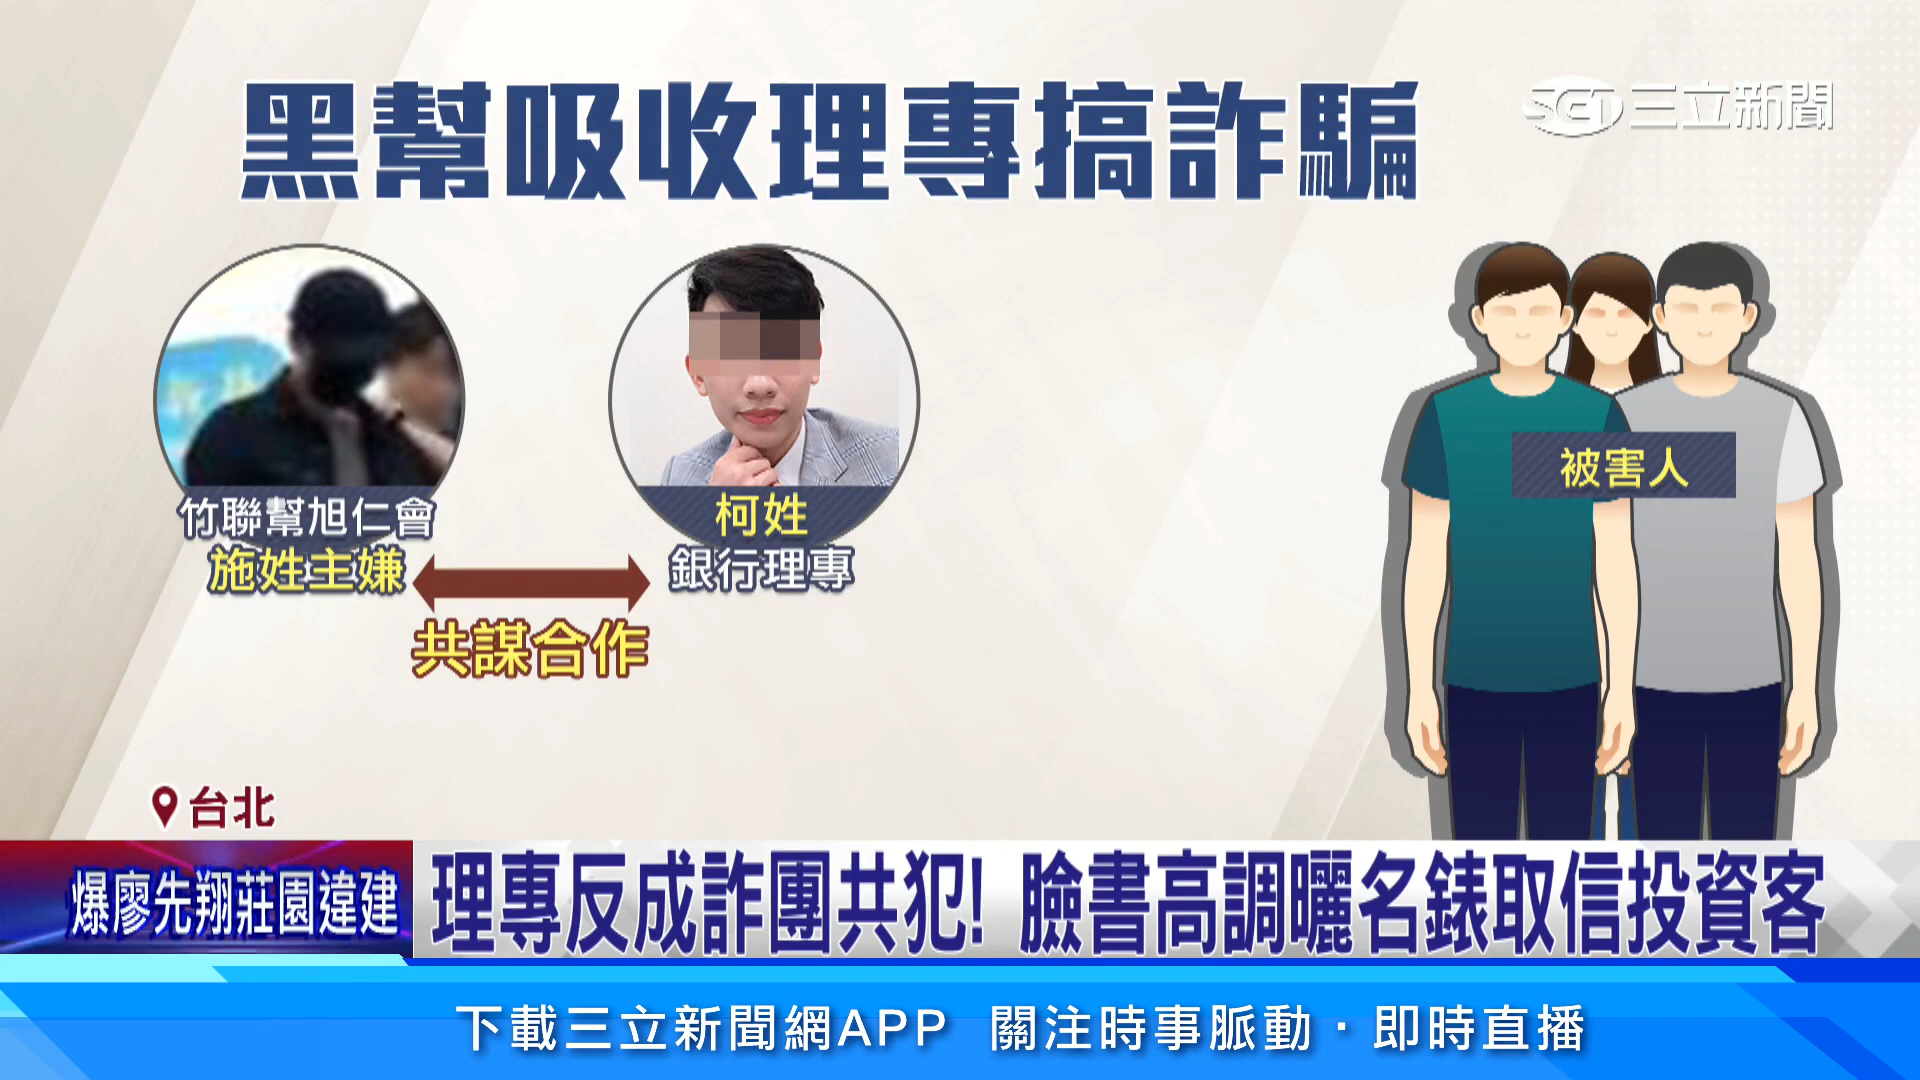 黑幫吸收理專搞詐騙
SET三立新聞
竹聯幫旭仁會
施姓主嫌
柯姓
銀行理專
共謀合作
被害人
台北
爆廖先翔莊園違建
理專反成詐團共犯! 臉書高調曬名錶取信投資客
下載三立新聞網APP 關注時事脈動·即時直播